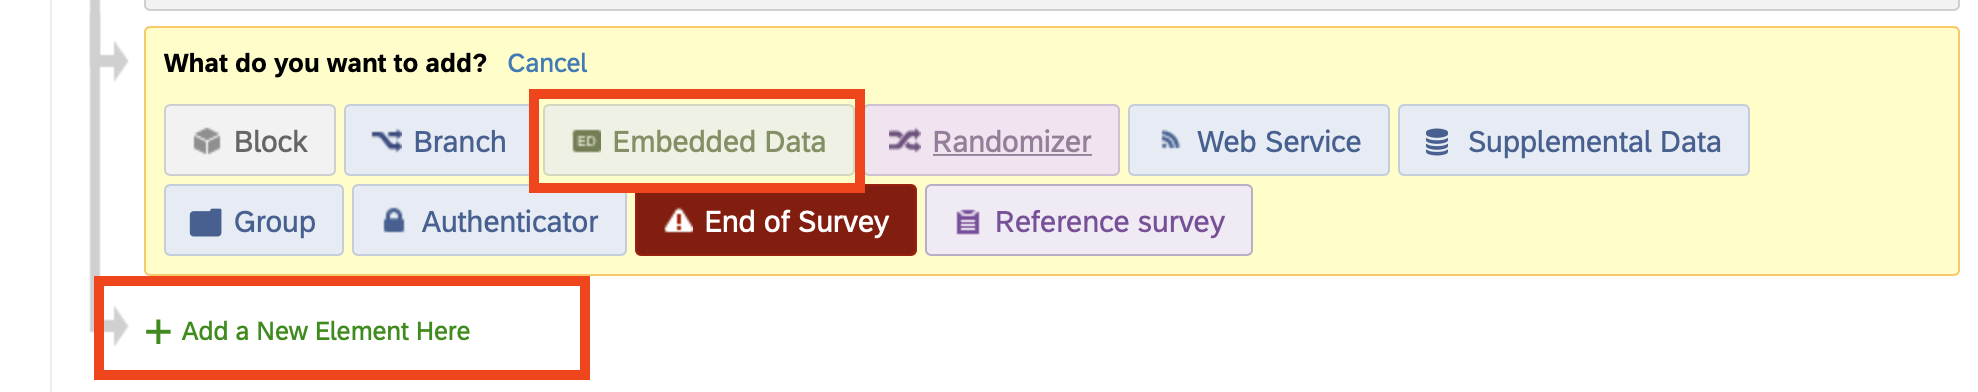 What do you want to add? Cancel
Block Branch ED Embedded Data Randomizer Web Service Supplemental Data
Group Authenticator End of Survey Reference survey
+ Add a New Element Here